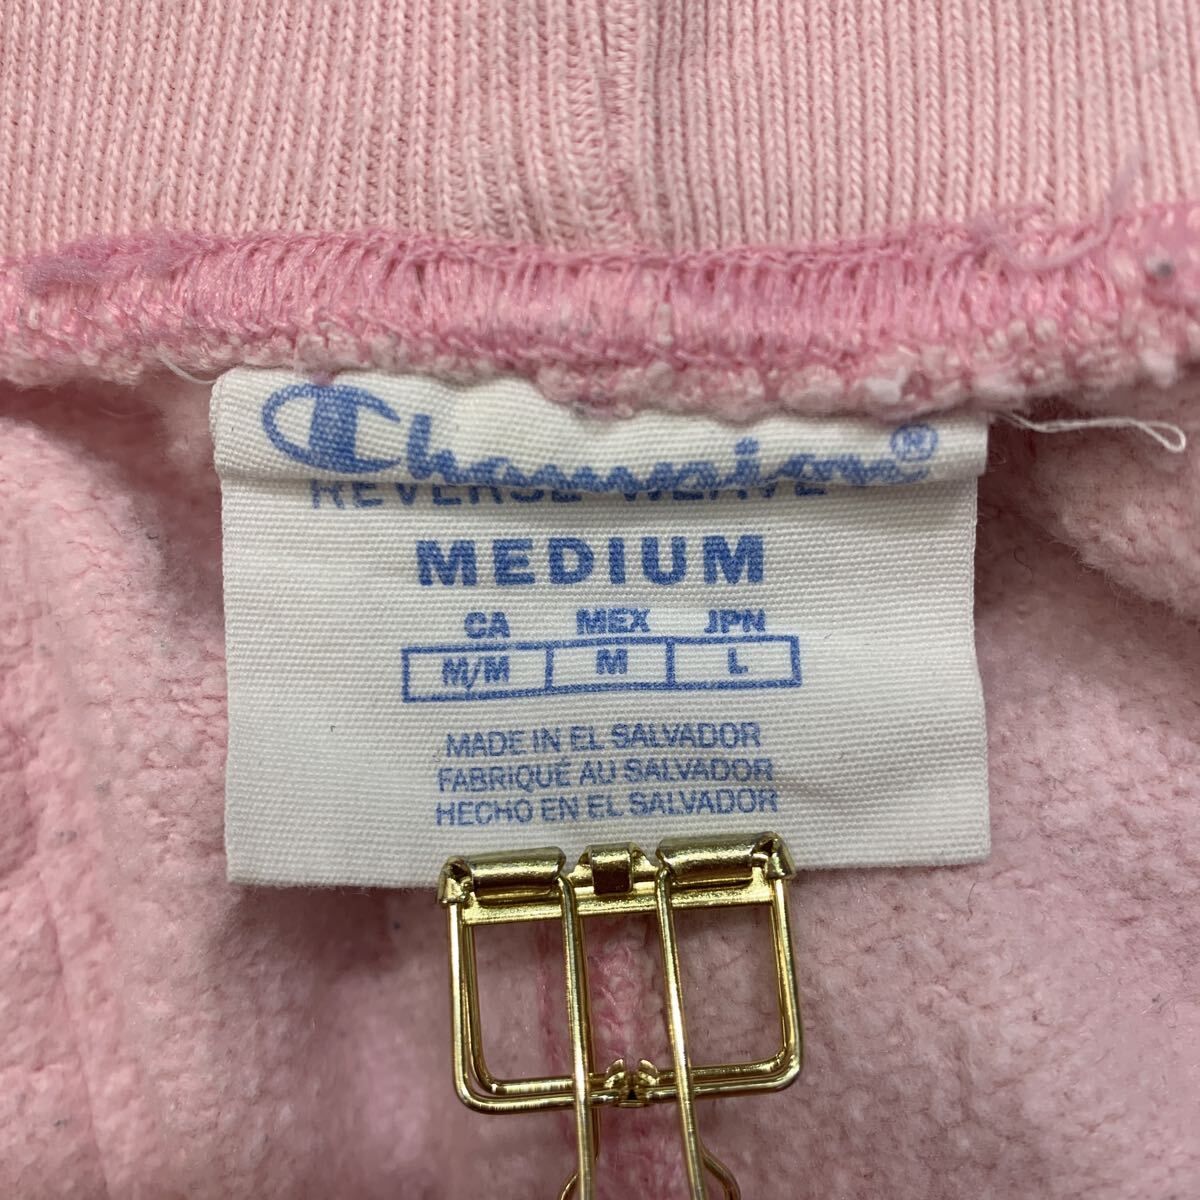 Champion®
REVERSE WEAVE
MEDIUM
CA MEX JPN
M/M M L
MADE IN EL SALVADOR
FABRIQUÉ AU SALVADOR
HECHO EN EL SALVADOR